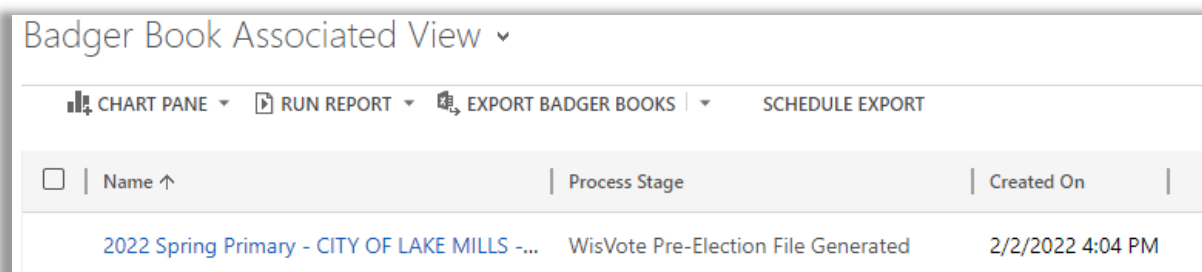 Badger Book Associated View
CHART PANE RUN REPORT EXPORT BADGER BOOKS SCHEDULE EXPORT
Name ↑ Process Stage Created On
2022 Spring Primary - CITY OF LAKE MILLS -... WisVote Pre-Election File Generated 2/2/2022 4:04 PM